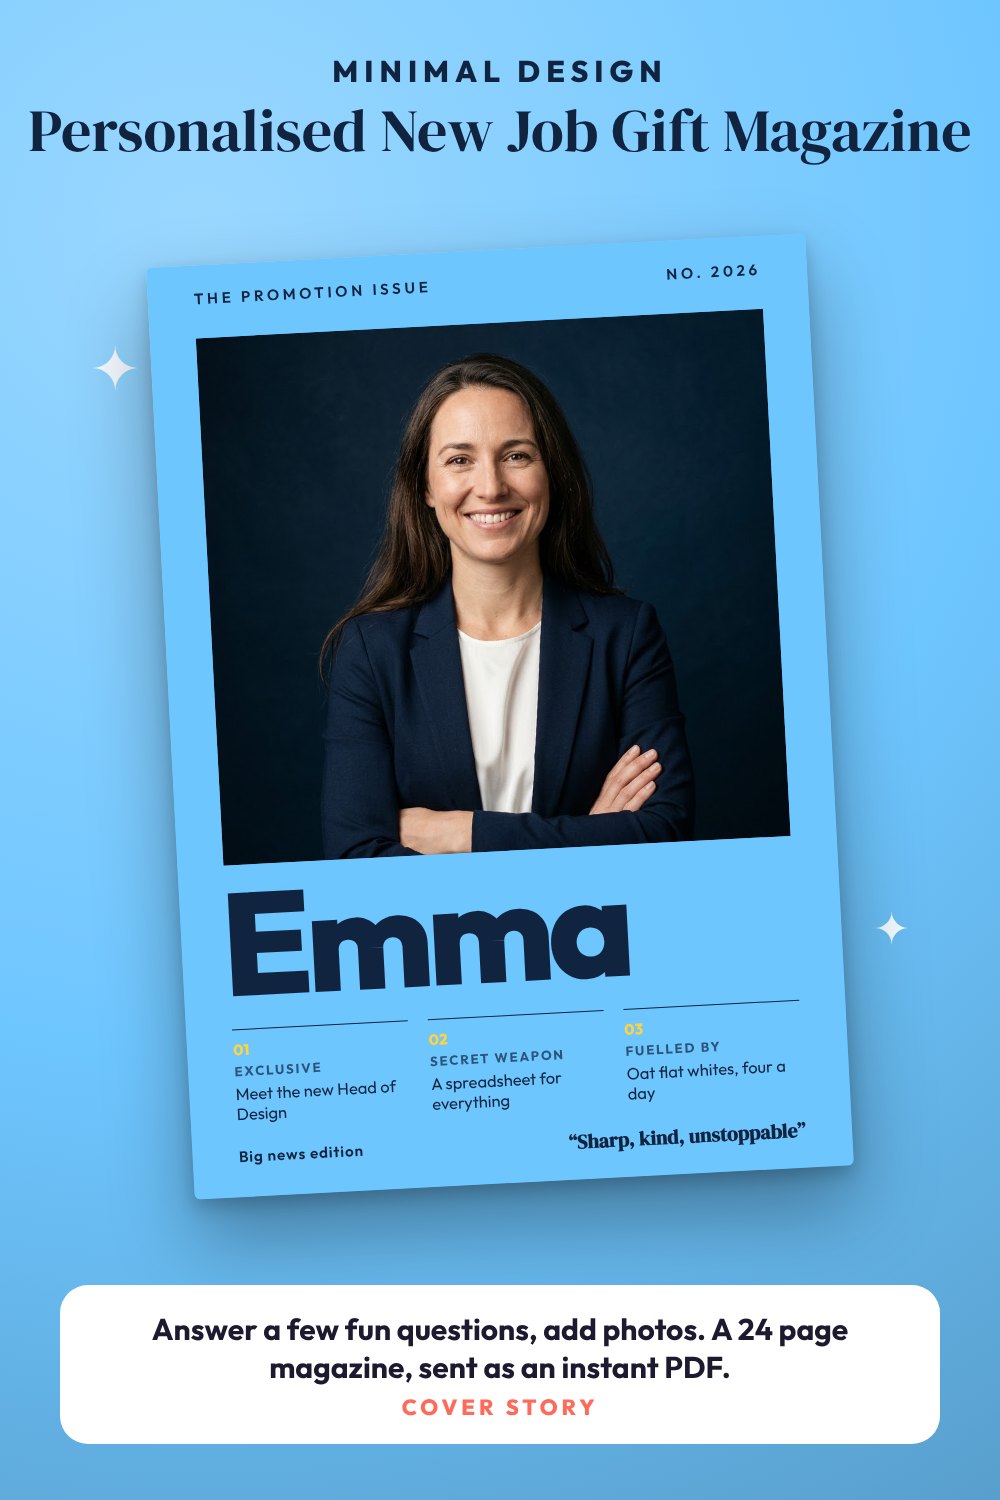 MINIMAL DESIGN
Personalised New Job Gift Magazine
THE PROMOTION ISSUE
NO. 2026
Emma
01
EXCLUSIVE
Meet the new Head of
Design
02
SECRET WEAPON
A spreadsheet for
everything
03
FUELLED BY
Oat flat whites, four a
day
Big news edition
“Sharp, kind, unstoppable”
Answer a few fun questions, add photos. A 24 page
magazine, sent as an instant PDF.
COVER STORY